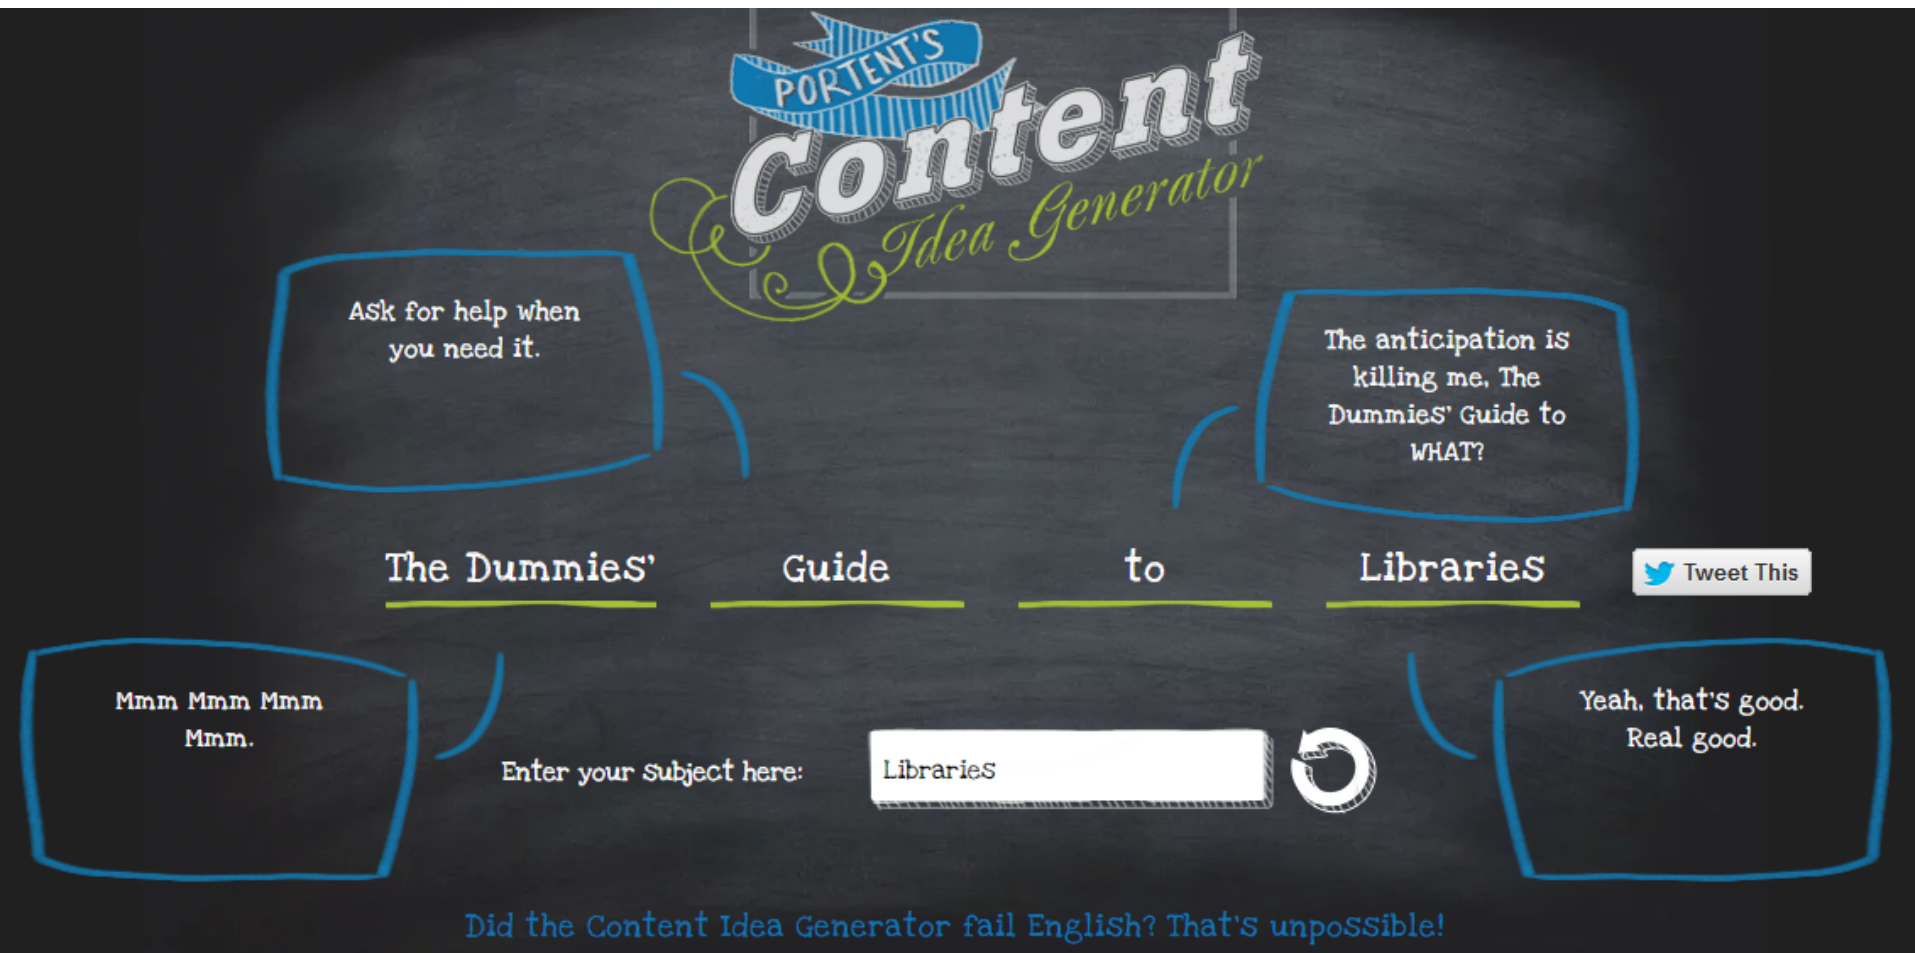 PORTENT'S
Content
Idea Generator
Ask for help when
you need it.
The anticipation is
killing me, The
Dummies' Guide to
WHAT?
The Dummies' Guide to Libraries
Tweet This
Mmm Mmm Mmm
Mmm.
Yeah, that's good.
Real good.
Enter your subject here: Libraries
Did the Content Idea Generator fail English? That's unpossible!